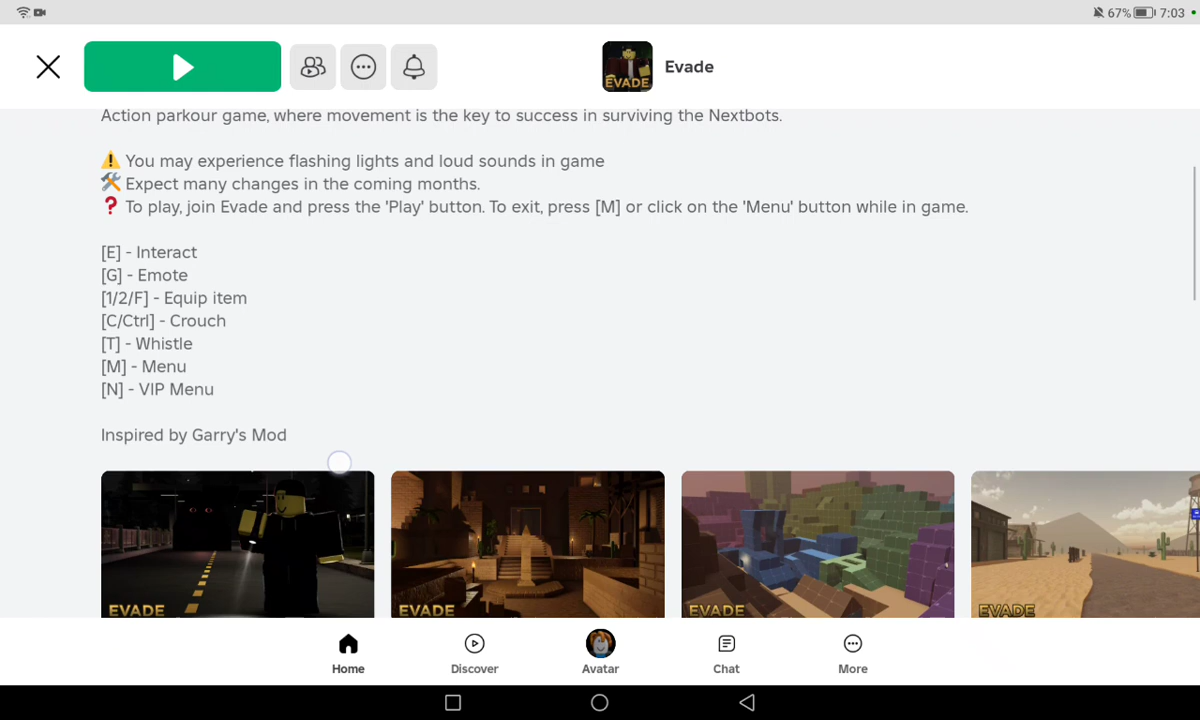 67% 7:03
EVADE
Evade
Action parkour game, where movement is the key to success in surviving the Nextbots.
⚠️ You may experience flashing lights and loud sounds in game
🛠️ Expect many changes in the coming months.
❓ To play, join Evade and press the 'Play' button. To exit, press [M] or click on the 'Menu' button while in game.
[E] - Interact
[G] - Emote
[1/2/F] - Equip item
[C/Ctrl] - Crouch
[T] - Whistle
[M] - Menu
[N] - VIP Menu
Inspired by Garry's Mod
EVADE EVADE EVADE EVADE
Home Discover Avatar Chat More